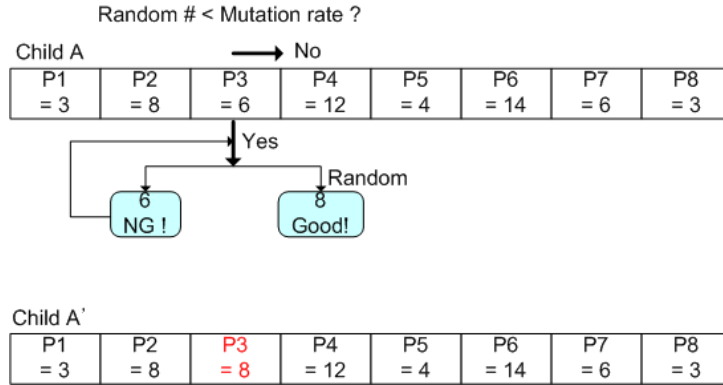 Random # < Mutation rate ?
Child A
No
P1 P2 P3 P4 P5 P6 P7 P8
= 3 = 8 = 6 = 12 = 4 = 14 = 6 = 3
Yes
Random
6 8
NG ! Good!
Child A'
P1 P2 P3 P4 P5 P6 P7 P8
= 3 = 8 = 8 = 12 = 4 = 14 = 6 = 3